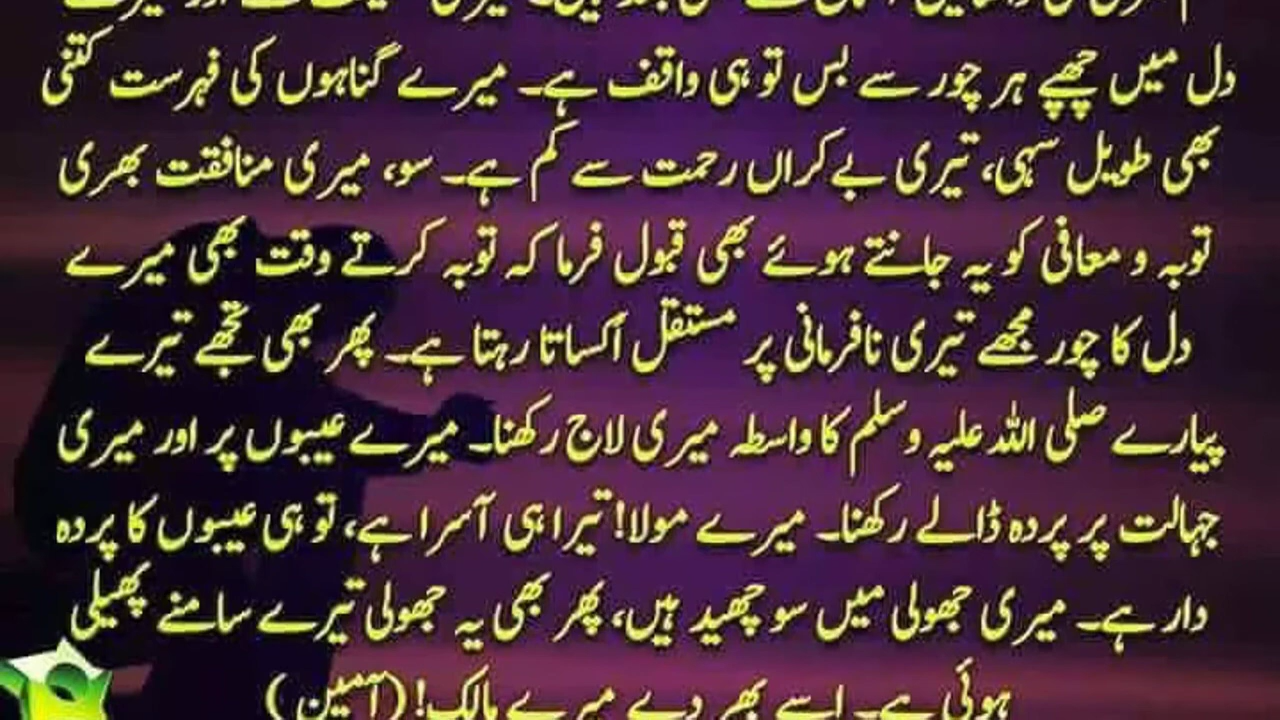 دل میں چھپے ہر چور سے بس تو ہی واقف ہے۔ میرے گناہوں کی فہرست کتنی
بھی طویل سہی، تیری بے کراں رحمت سے کم ہے۔ سو، میری منافقت بھری
توبہ و معافی کو یہ جانتے ہوئے بھی قبول فرما کہ توبہ کرتے وقت بھی میرے
دل کا چور مجھے تیری نافرمانی پر مستقل اکساتا رہتا ہے۔ پھر بھی تجھے تیرے
پیارے صلی اللہ علیہ وسلم کا واسطہ میری لاج رکھنا۔ میرے عیبوں پر اور میری
جہالت پر پردہ ڈالے رکھنا۔ میرے مولا! تیرا ہی آسرا ہے، تو ہی عیبوں کا پردہ
دار ہے۔ میری جھولی میں سو چھید ہیں، پھر بھی یہ جھولی تیرے سامنے پھیلی
ہوئی ہے۔ اسے بھر دے میرے مالک! (آمین)